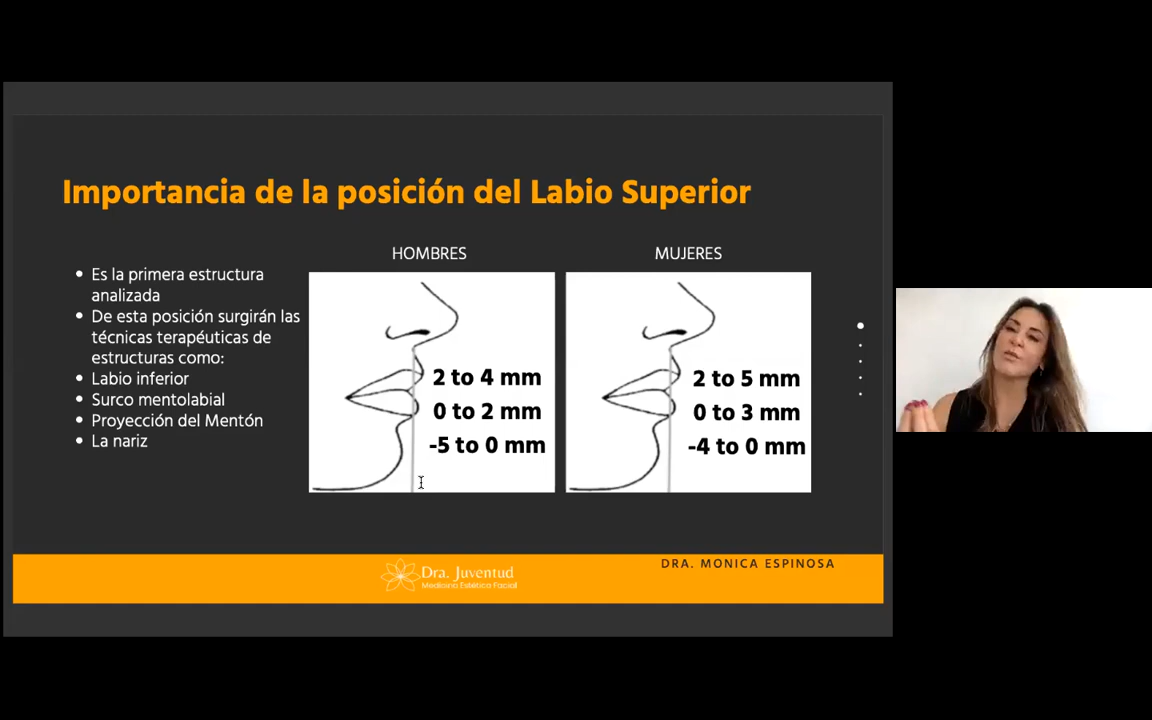 Importancia de la posición del Labio Superior
• Es la primera estructura
analizada
• De esta posición surgirán las
técnicas terapéuticas de
estructuras como:
• Labio inferior
• Surco mentolabial
• Proyección del Mentón
• La nariz
HOMBRES
2 to 4 mm
0 to 2 mm
-5 to 0 mm
MUJERES
2 to 5 mm
0 to 3 mm
-4 to 0 mm
Dra. Juventud
Medicina Estética Facial
DRA. MONICA ESPINOSA